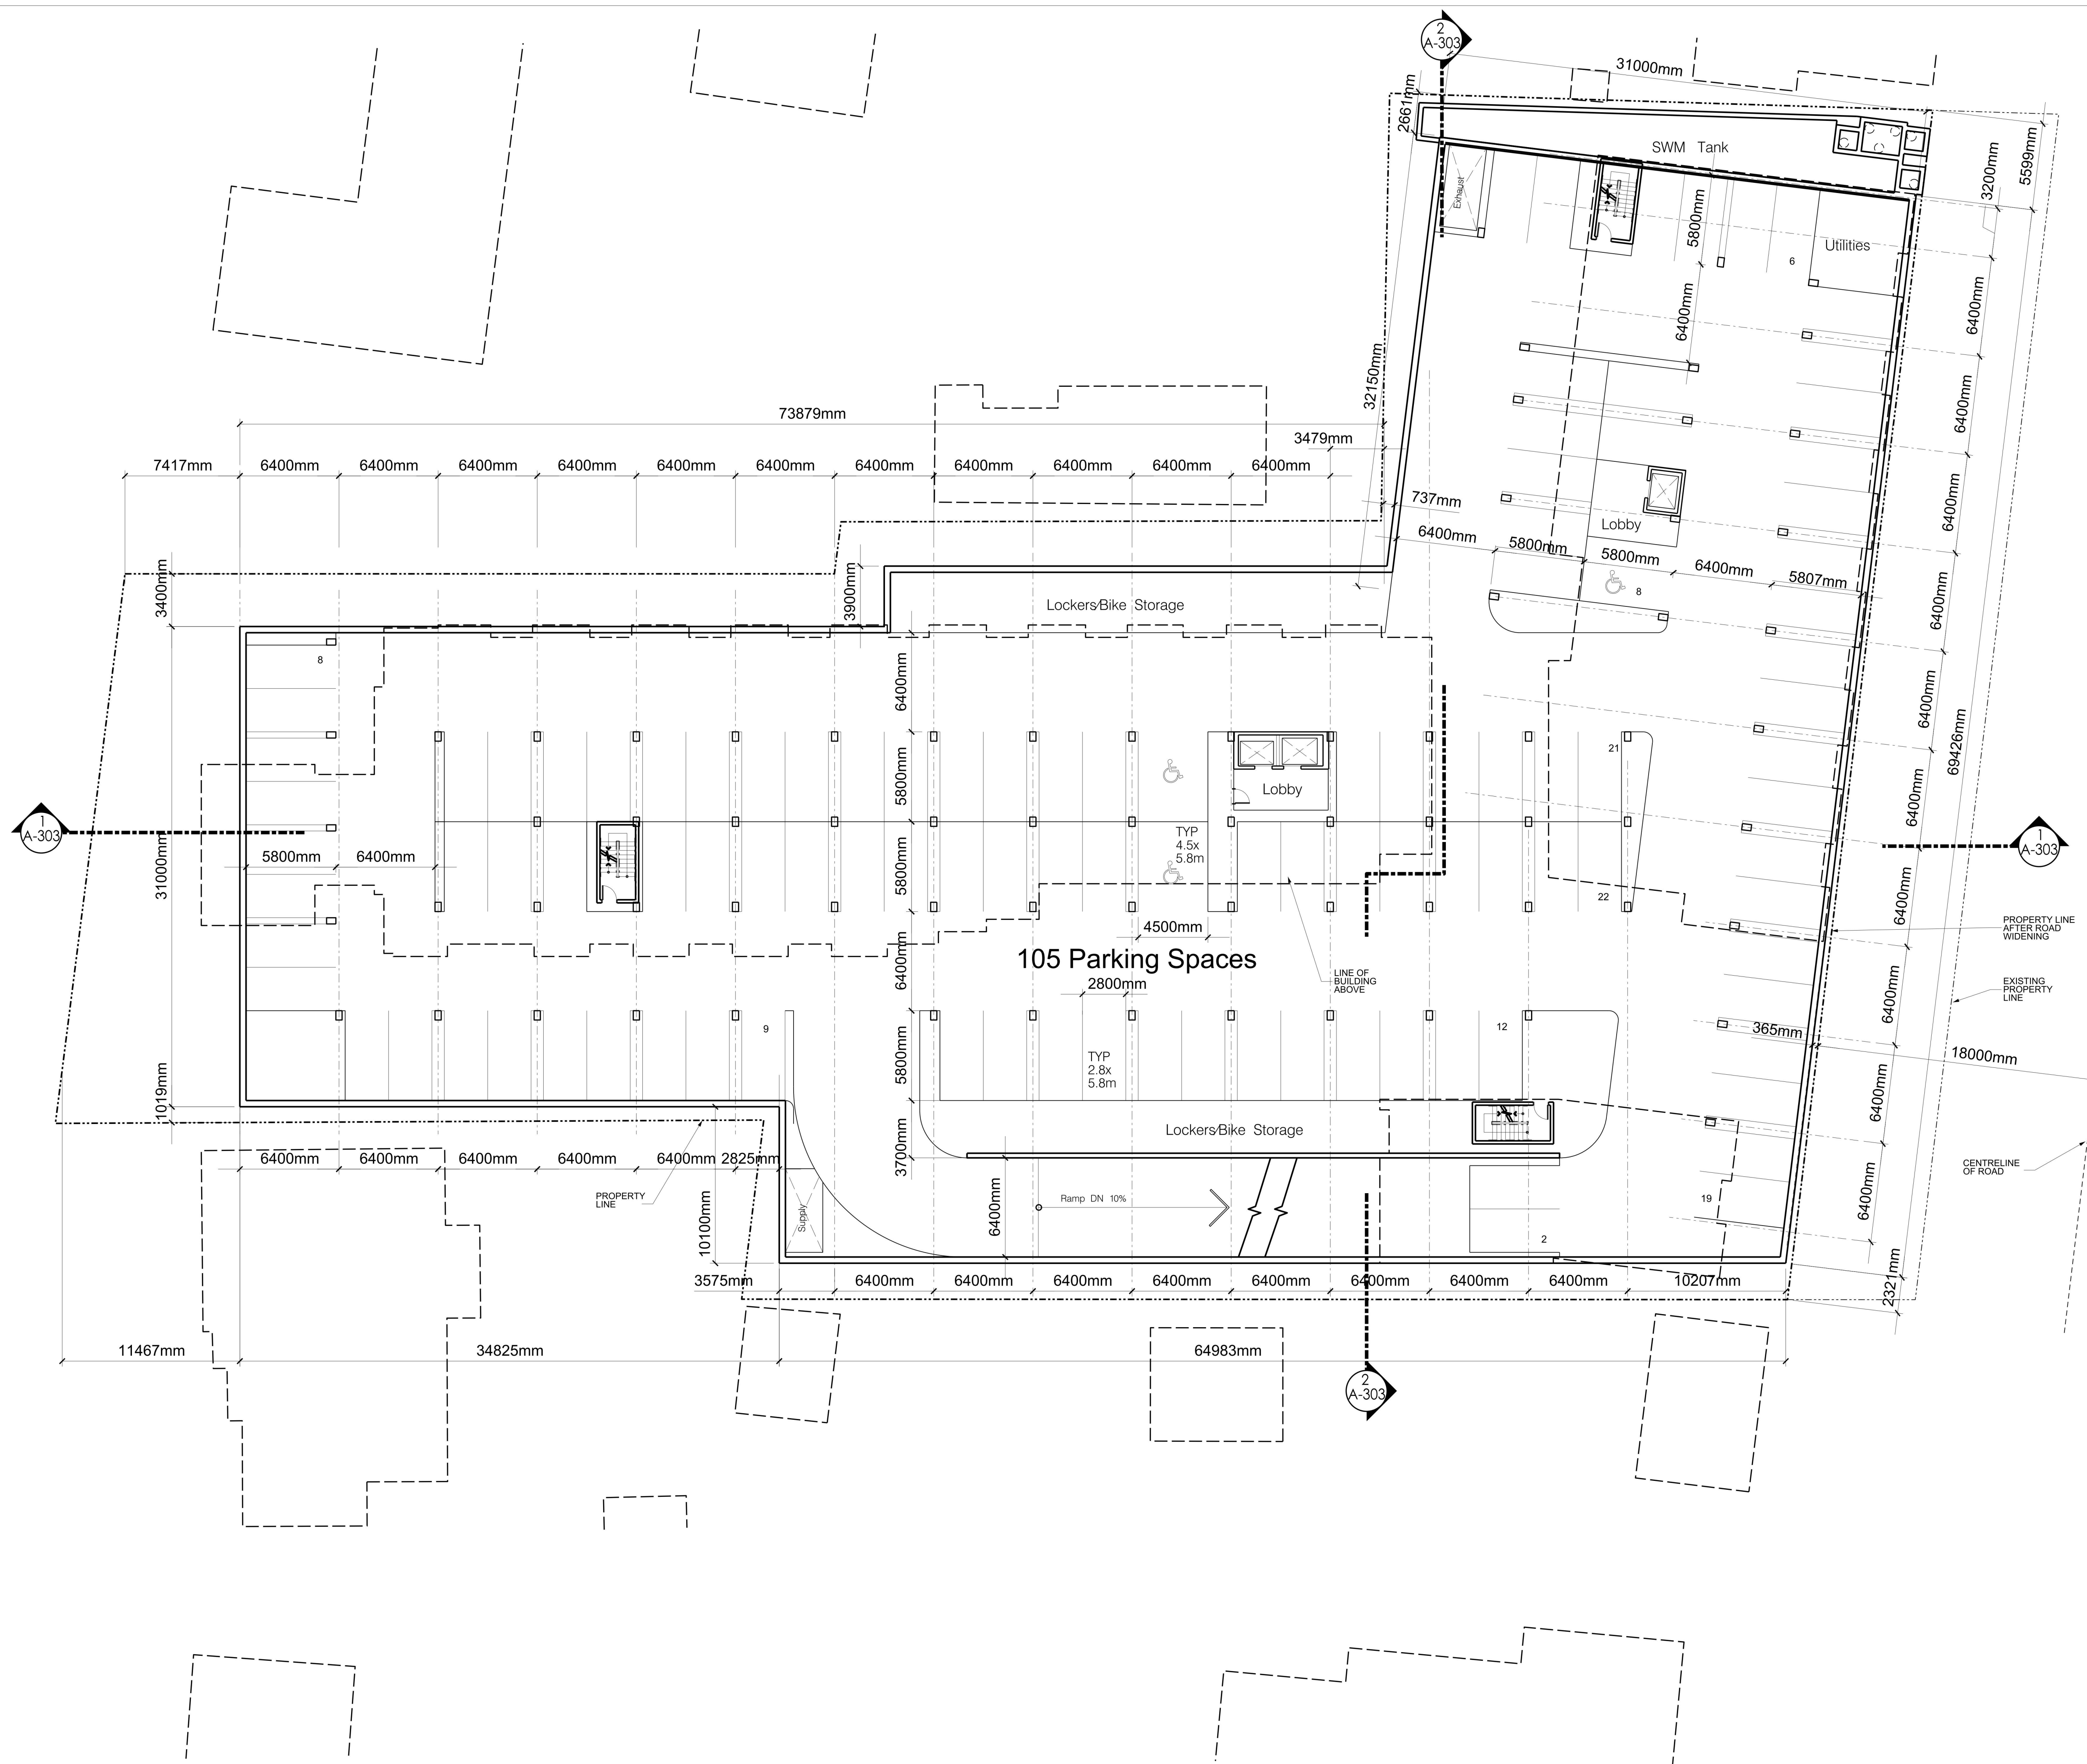 2
A-303
31000mm
2661mm
SWM Tank
5599mm
3200mm
Exhaust
5800mm
Utilities
6
6400mm
6400mm
32150mm
6400mm
73879mm
3479mm
7417mm
6400mm
6400mm
6400mm
6400mm
6400mm
6400mm
6400mm
6400mm
6400mm
6400mm
6400mm
737mm
6400mm
Lobby
6400mm
5800mm
5800mm
6400mm
5807mm
8
6400mm
3400mm
3900mm
Lockers/Bike Storage
8
6400mm
6400mm
69426mm
21
5800mm
Lobby
6400mm
1
A-303
TYP
4.5x
5.8m
1
A-303
5800mm
6400mm
3100mm
5800mm
22
6400mm
4500mm
PROPERTY LINE
AFTER ROAD
WIDENING
105 Parking Spaces
6400mm
LINE OF
BUILDING
ABOVE
2800mm
EXISTING
PROPERTY
LINE
6400mm
9
12
365mm
18000mm
TYP
2.8x
5.8m
5800mm
1019mm
6400mm
Lockers/Bike Storage
3700mm
6400mm
6400mm
6400mm
6400mm
6400mm
2825mm
CENTRELINE
OF ROAD
PROPERTY
LINE
Ramp DN 10%
19
6400mm
Supply
6400mm
10100mm
2
3575mm
6400mm
6400mm
6400mm
6400mm
6400mm
6400mm
6400mm
6400mm
10207mm
2321mm
11467mm
34825mm
64983mm
2
A-303